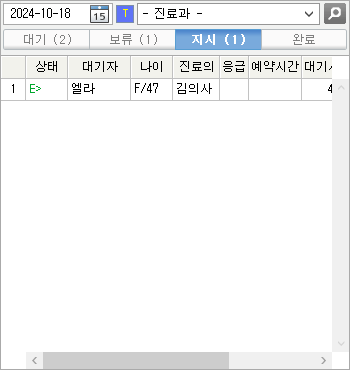 2024-10-18 15 T - 진료과 -
대기 (2) 보류 (1) 지시 (1) 완료
상태 대기자 나이 진료의 응급 예약시간 대기시
1 E> 엘라 F/47 김의사 4